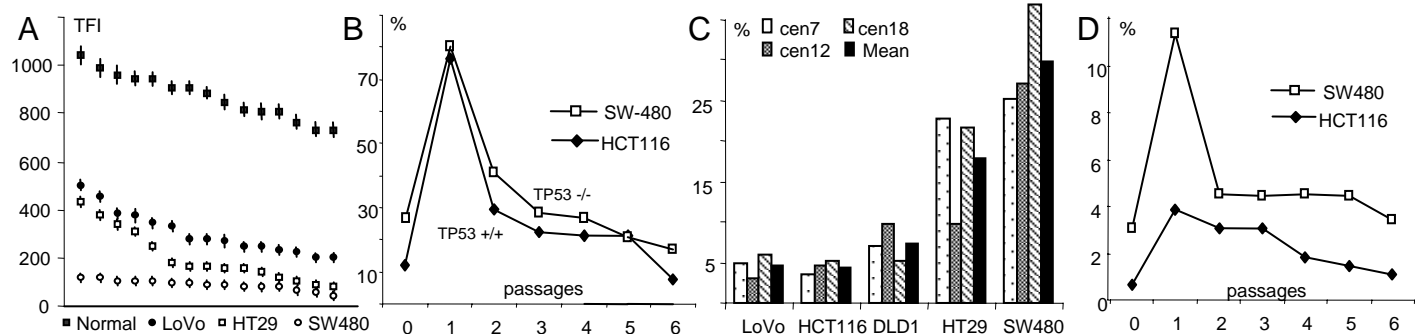 A
TFI
1000
800
600
400
200
0
Normal LoVo HT29 SW480
B
%
70
50
30
10
SW-480
HCT116
TP53 -/-
TP53 +/+
passages
0 1 2 3 4 5 6
C
%
cen7 cen18
cen12 Mean
25
15
5
LoVo HCT116 DLD1 HT29 SW480
D
%
10
8
6
4
2
0
SW480
HCT116
passages
0 1 2 3 4 5 6